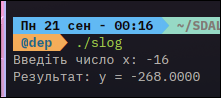 Пн 21 сен - 00:16 ~/SDAL
@dep ./slog
Введіть число x: -16
Результат: y = -268.0000